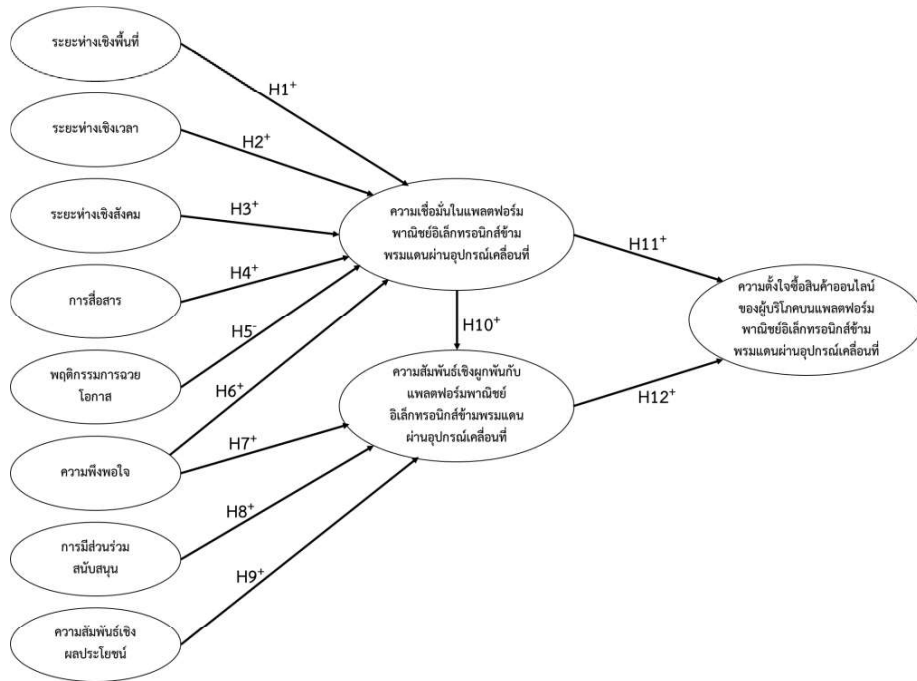 ระยะห่างเชิงพื้นที่
H1⁺
ระยะห่างเชิงเวลา
H2⁺
ระยะห่างเชิงสังคม
H3⁺
ความเชื่อมั่นในแพลตฟอร์ม
พาณิชย์อิเล็กทรอนิกส์ข้าม
พรมแดนผ่านอุปกรณ์เคลื่อนที่
H11⁺
การสื่อสาร
H4⁺
ความตั้งใจซื้อสินค้าออนไลน์
ของผู้บริโภคบนแพลตฟอร์ม
พาณิชย์อิเล็กทรอนิกส์ข้าม
พรมแดนผ่านอุปกรณ์เคลื่อนที่
H5⁻
H10⁺
พฤติกรรมการฉวย
โอกาส
H6⁺
ความสัมพันธ์เชิงผูกพันกับ
แพลตฟอร์มพาณิชย์
อิเล็กทรอนิกส์ข้ามพรมแดน
ผ่านอุปกรณ์เคลื่อนที่
H12⁺
ความพึงพอใจ
H7⁺
H8⁺
การมีส่วนร่วม
สนับสนุน
H9⁺
ความสัมพันธ์เชิง
ผลประโยชน์